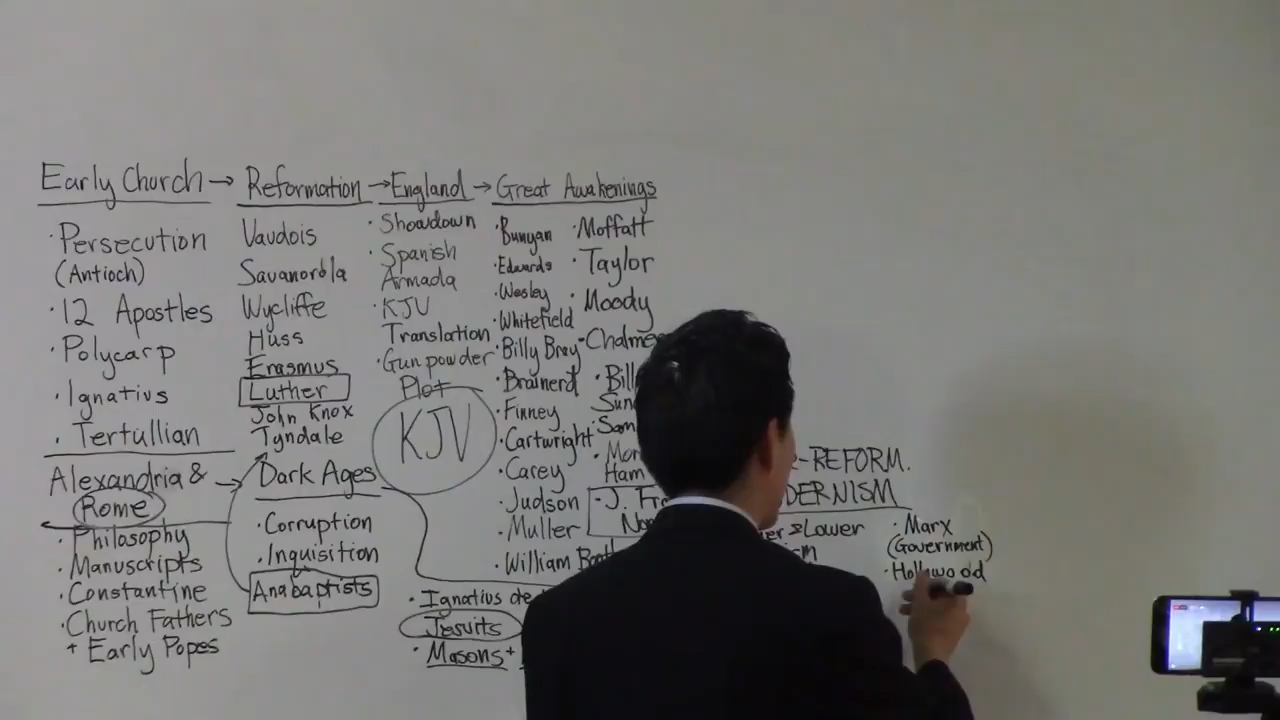 Early Church → Reformation → England → Great Awakenings
· Persecution
(Antioch)
· 12 Apostles
· Polycarp
· Ignatius
· Tertullian
Alexandria &
Rome
· Philosophy
· Manuscripts
· Constantine
· Church Fathers
+ Early Popes
Vaudois
Savanorola
Wycliffe
Huss
Erasmus
Luther
John Knox
Tyndale
Dark Ages
· Corruption
· Inquisition
Anabaptists
· Showdown
· Spanish
Armada
· KJV
Translation
· Gunpowder
Plot
KJV
· Bunyan
· Edwards
· Wesley
· Whitefield
· Billy Bray
· Brainerd
· Finney
· Cartwright
· Carey
· Judson
· Muller
· William
· Moffatt
· Taylor
· Moody
Ham
· J.
· Ignatius de
Jesuits
· Masons +
-REFORM.
& Lower
· Marx
(Government)
· Hollywood